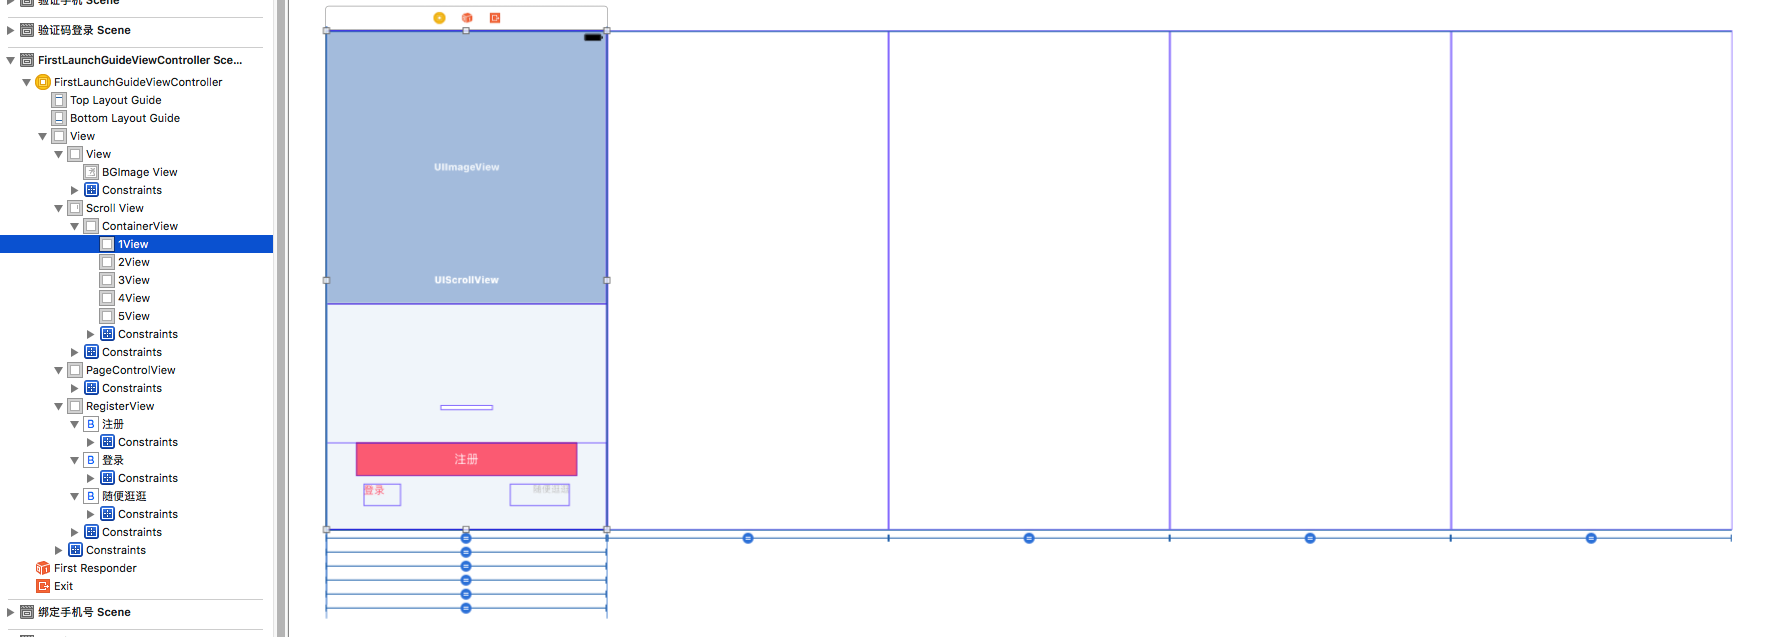 验证手机 Scene
验证码登录 Scene
FirstLaunchGuideViewController Sce...
FirstLaunchGuideViewController
Top Layout Guide
Bottom Layout Guide
View
View
BGImage View
Constraints
Scroll View
ContainerView
1View
2View
3View
4View
5View
Constraints
Constraints
PageControlView
Constraints
RegisterView
B 注册
Constraints
B 登录
Constraints
B 随便逛逛
Constraints
Constraints
Constraints
First Responder
Exit
绑定手机号 Scene
UIImageView
UIScrollView
注册
登录
随便逛逛